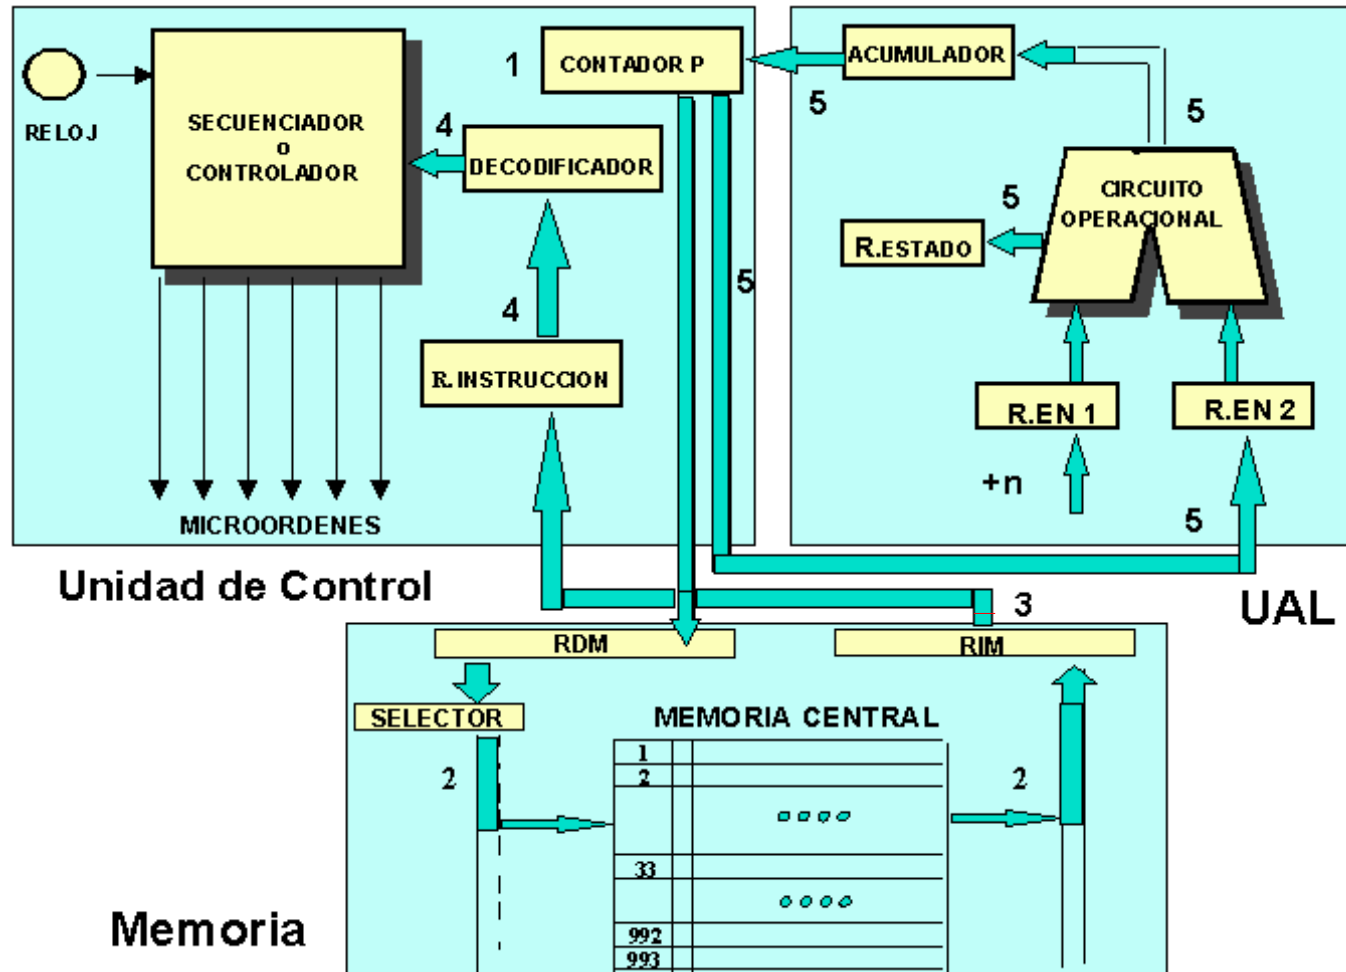 1
CONTADOR P
ACUMULADOR
5
5
RELOJ
SECUENCIADOR
o
CONTROLADOR
4
DECODIFICADOR
CIRCUITO
OPERACIONAL
5
R.ESTADO
5
4
R.INSTRUCCION
R.EN 1
R.EN 2
+n
5
MICROORDENES
Unidad de Control
3
UAL
RDM
RIM
SELECTOR
MEMORIA CENTRAL
2
1
2
2
33
992
993
Memoria